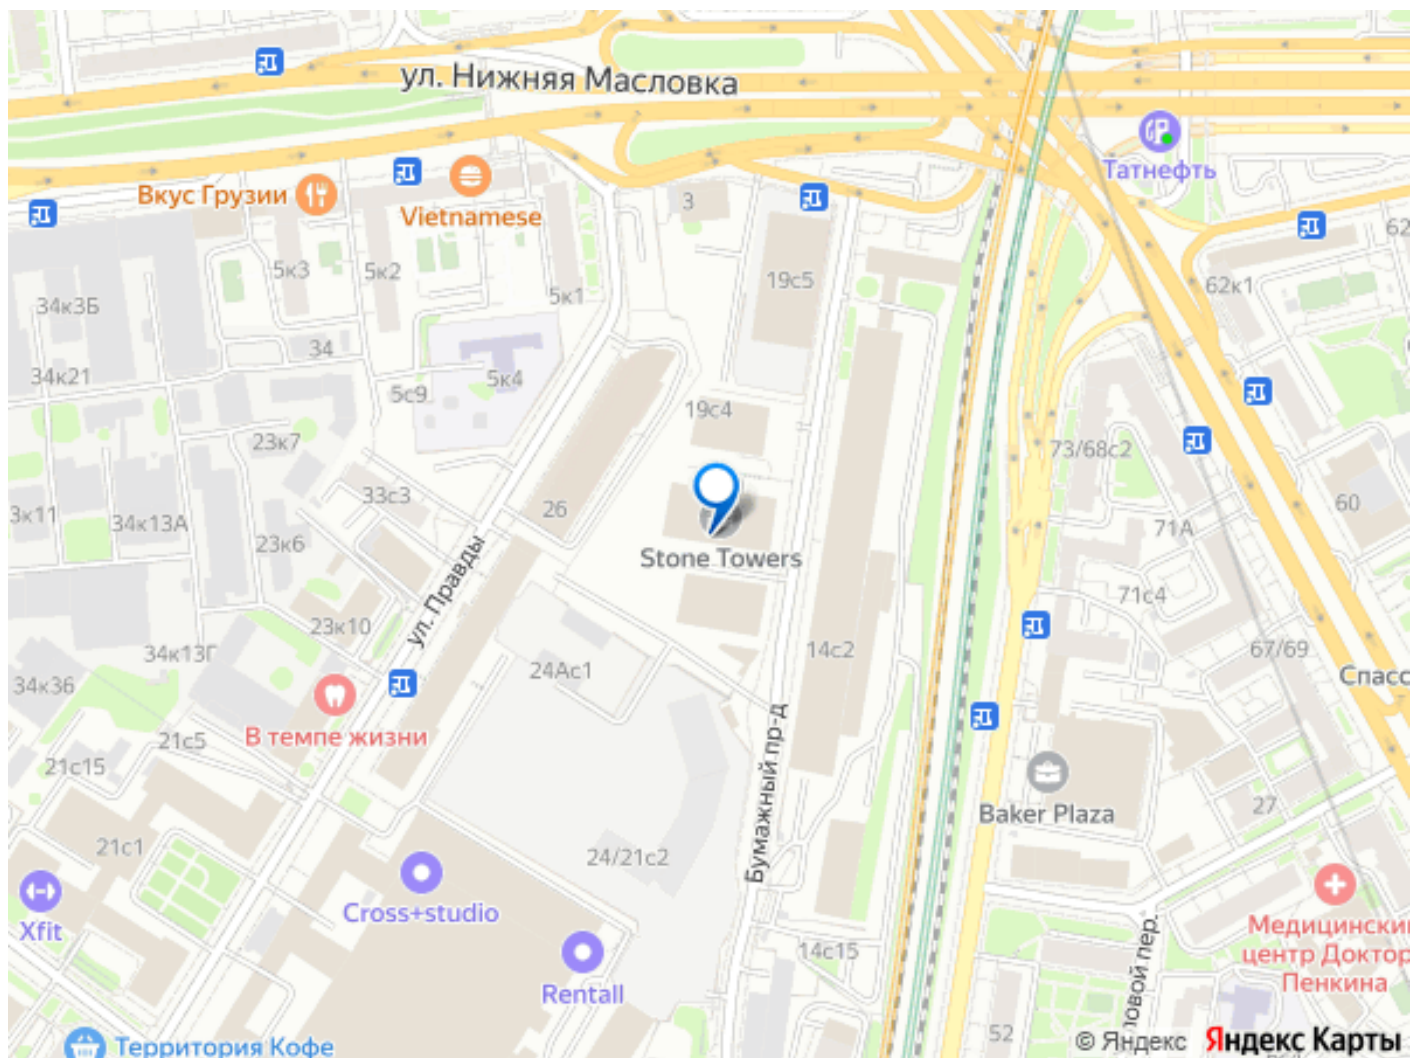 ул. Нижняя Масловка
Татнефть
Вкус Грузии
Vietnamese
3
62
19с5
5к3
5к2
5к1
62к1
34к3Б
34
34к21
5к4
5с9
19с4
23к7
73/68с2
33с3
26
60
3к11
34к13А
71А
23к6
Stone Towers
ул. Правды
71с4
23к10
14с2
67/69
34к13Г
24Ас1
34к36
Спасс
В темпе жизни
21с5
21с15
Бумажный пр-д
Baker Plaza
27
21с1
24/21с2
Cross+studio
Xfit
Медицински
центр Доктор
Пенкина
14с15
овой пер.
Rentall
52
Территория Кофе
© Яндекс Яндекс Карты